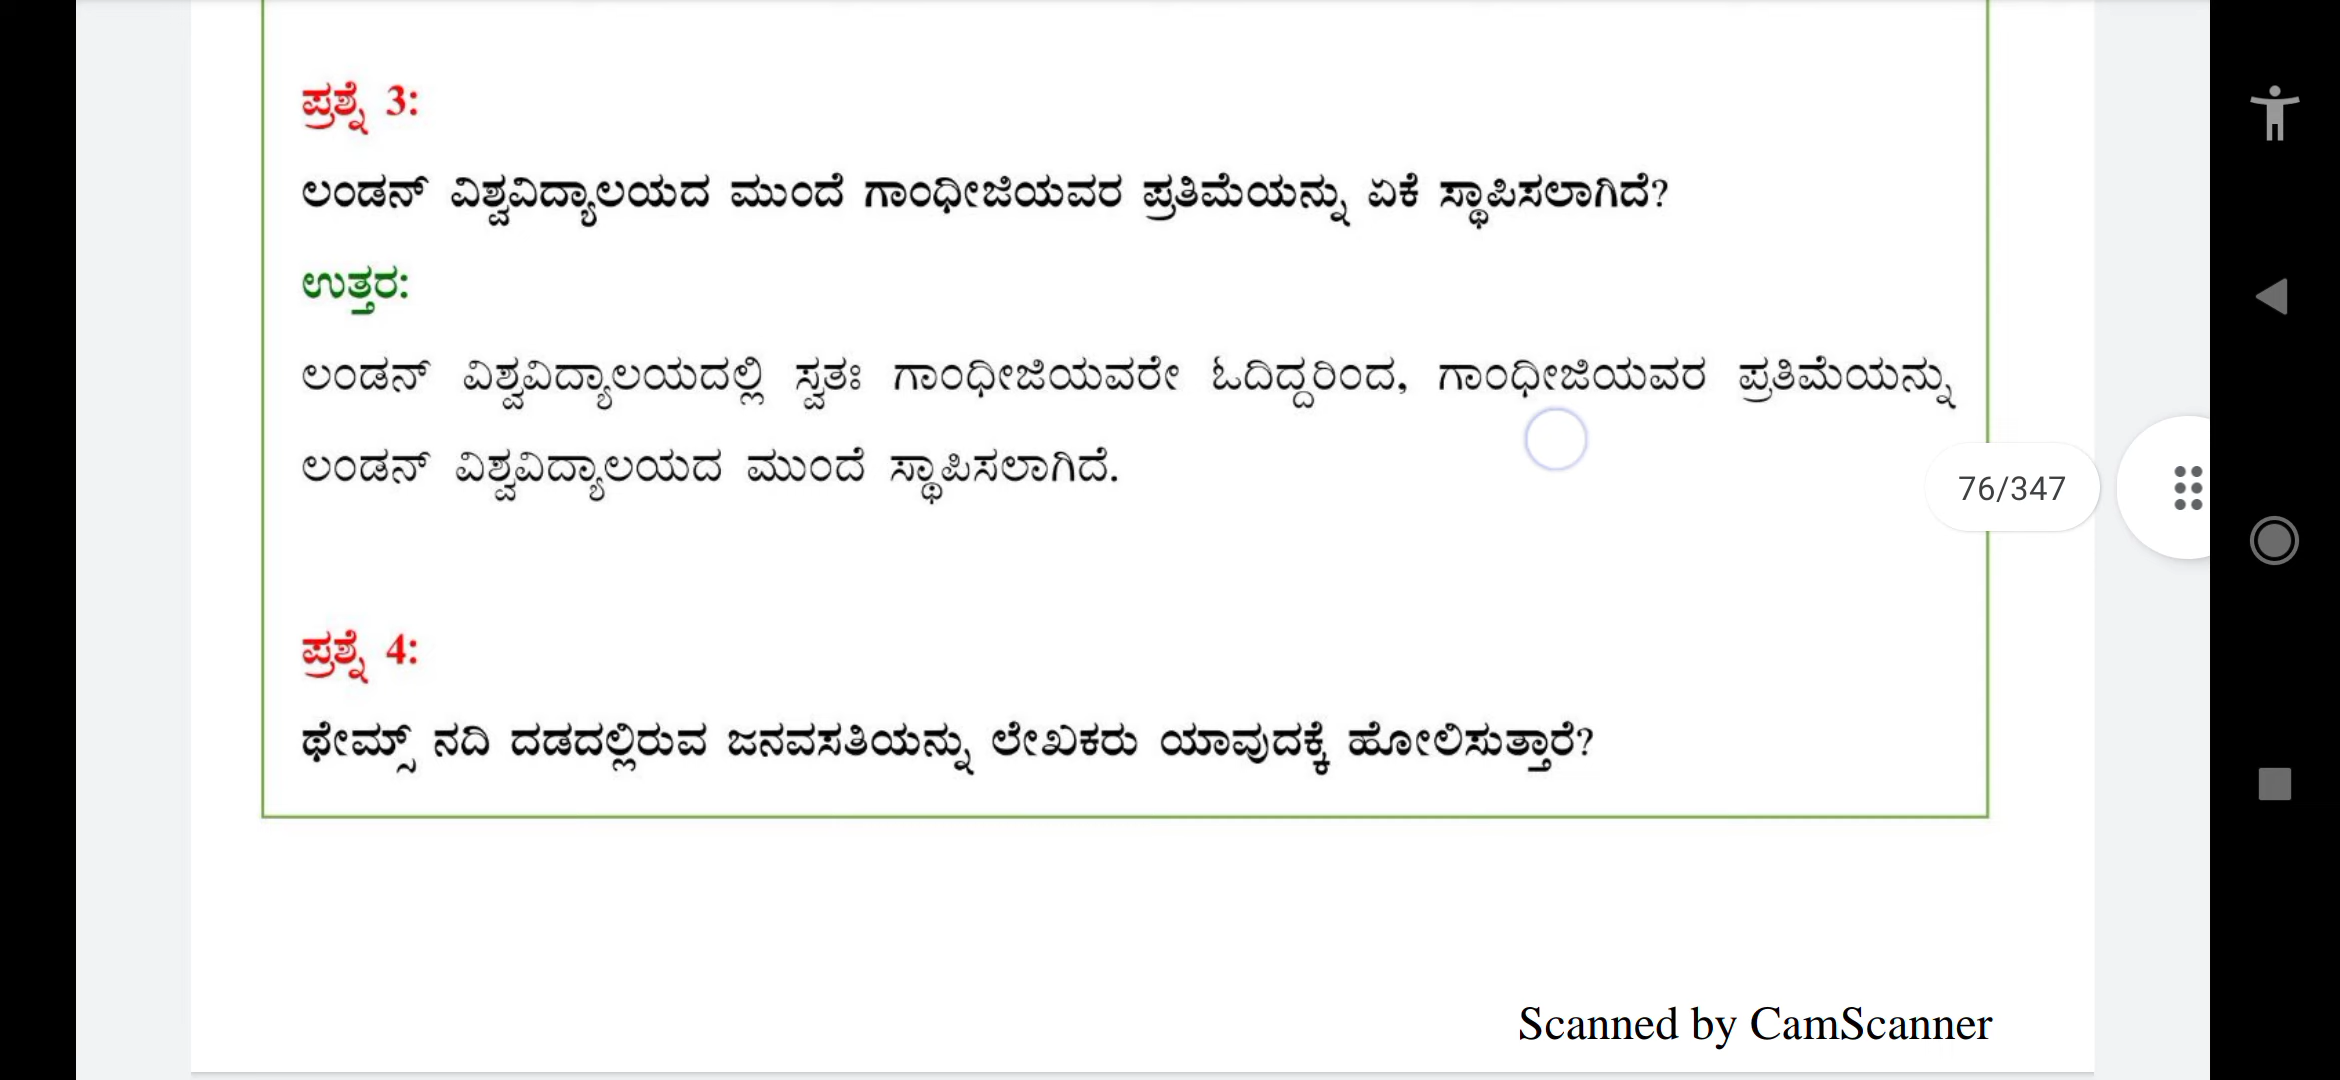 ಪ್ರಶ್ನೆ 3:
ಲಂಡನ್ ವಿಶ್ವವಿದ್ಯಾಲಯದ ಮುಂದೆ ಗಾಂಧೀಜಿಯವರ ಪ್ರತಿಮೆಯನ್ನು ಏಕೆ ಸ್ಥಾಪಿಸಲಾಗಿದೆ?
ಉತ್ತರ:
ಲಂಡನ್ ವಿಶ್ವವಿದ್ಯಾಲಯದಲ್ಲಿ ಸ್ವತಃ ಗಾಂಧೀಜಿಯವರೇ ಓದಿದ್ದರಿಂದ, ಗಾಂಧೀಜಿಯವರ ಪ್ರತಿಮೆಯನ್ನು
ಲಂಡನ್ ವಿಶ್ವವಿದ್ಯಾಲಯದ ಮುಂದೆ ಸ್ಥಾಪಿಸಲಾಗಿದೆ.
76/347
ಪ್ರಶ್ನೆ 4:
ಥೇಮ್ಸ್ ನದಿ ದಡದಲ್ಲಿರುವ ಜನವಸತಿಯನ್ನು ಲೇಖಕರು ಯಾವುದಕ್ಕೆ ಹೋಲಿಸುತ್ತಾರೆ?
Scanned by CamScanner